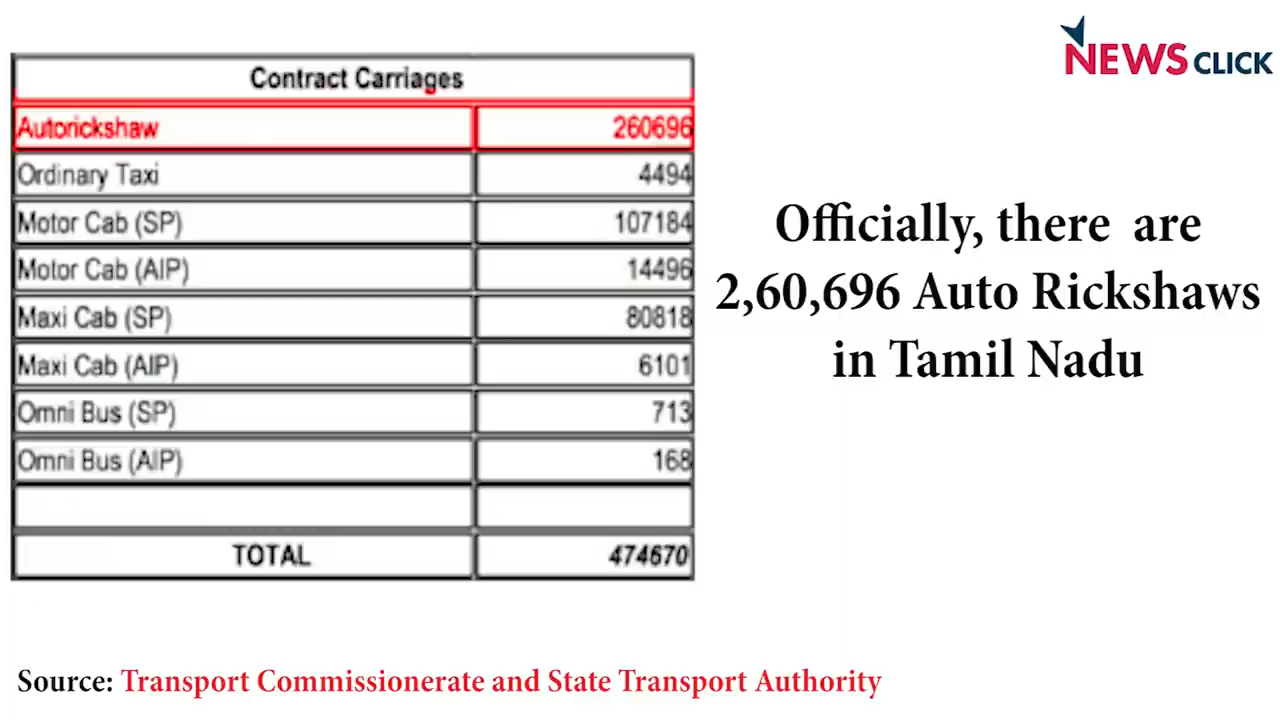 NEWS CLICK
Contract Carriages
Autorickshaw 260696
Ordinary Taxi 4494
Motor Cab (SP) 107184
Motor Cab (AIP) 14496
Maxi Cab (SP) 80818
Maxi Cab (AIP) 6101
Omni Bus (SP) 713
Omni Bus (AIP) 168
TOTAL 474670
Officially, there are
2,60,696 Auto Rickshaws
in Tamil Nadu
Source: Transport Commissionerate and State Transport Authority